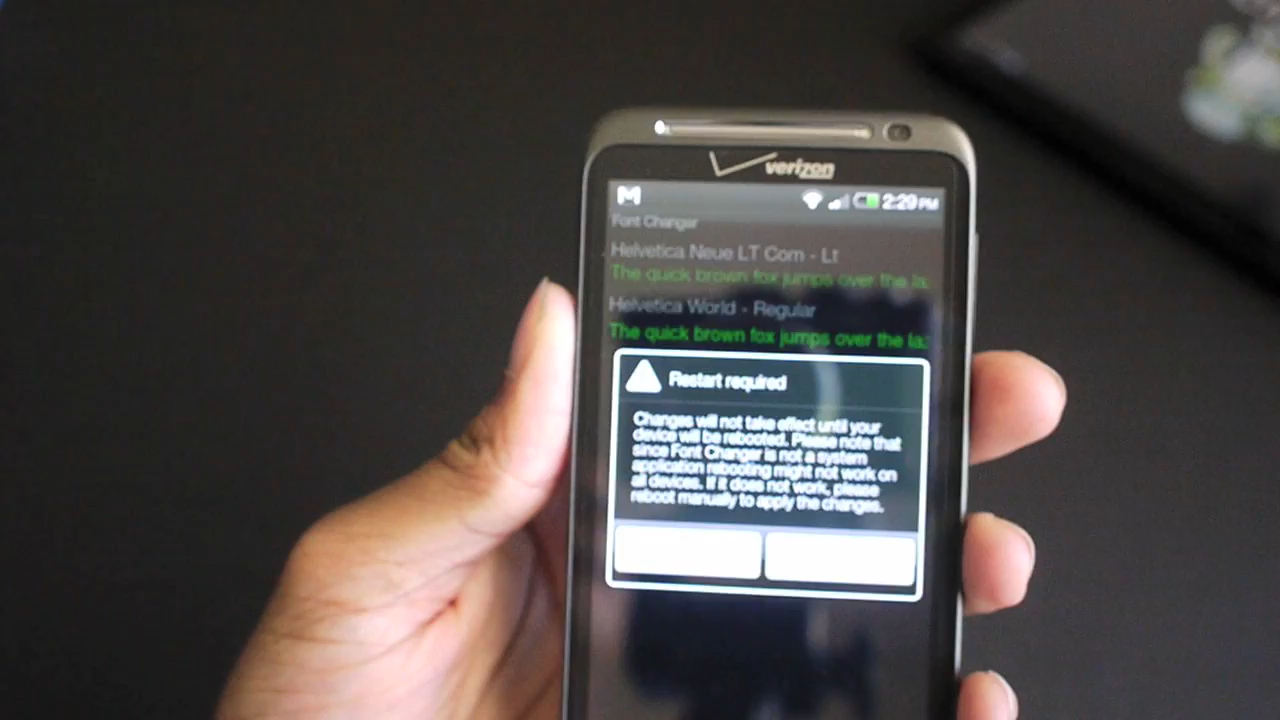 verizon
2:29 PM
Font Changer
Helvetica Neue LT Com - Lt
The quick brown fox jumps over the la
Helvetica World - Regular
The quick brown fox jumps over the la
Restart required
Changes will not take effect until your
device will be rebooted. Please note that
since Font Changer is not a system
application rebooting might not work on
all devices. If it does not work, please
reboot manually to apply the changes.